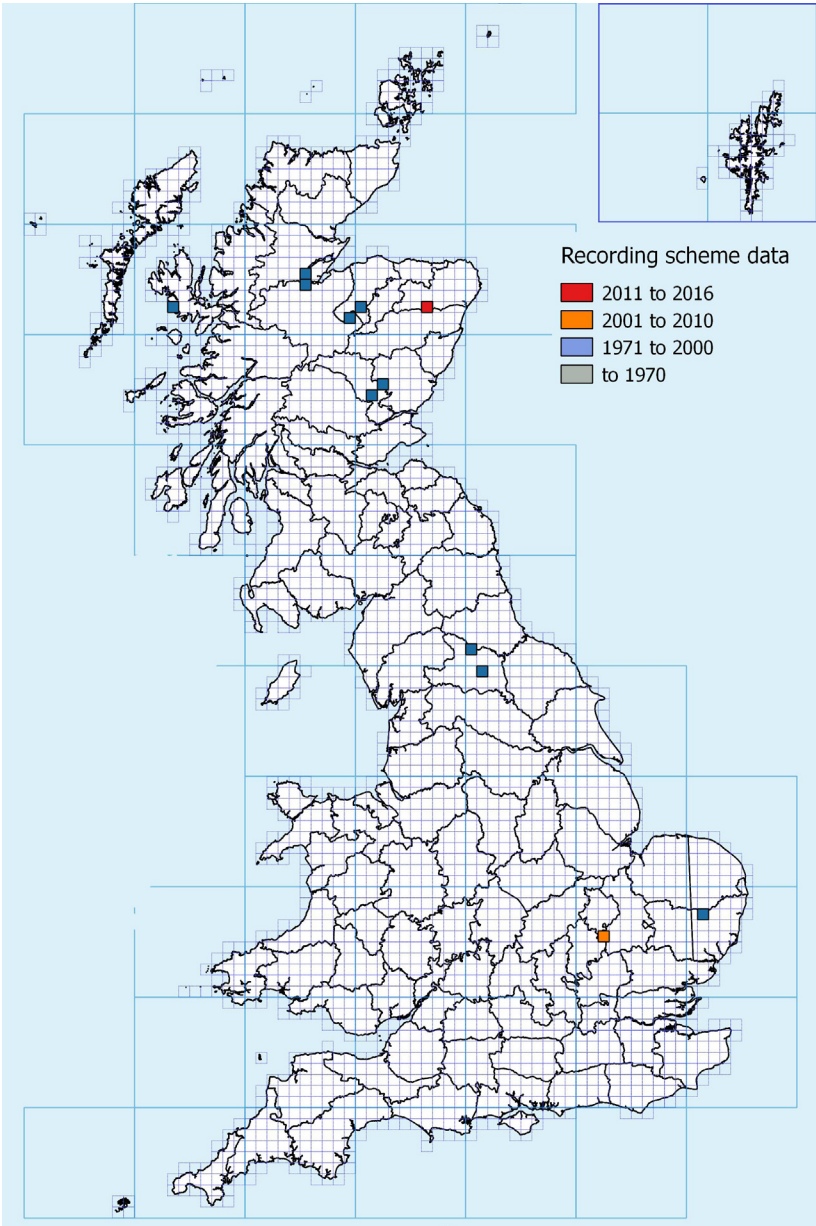 Recording scheme data
2011 to 2016
2001 to 2010
1971 to 2000
to 1970